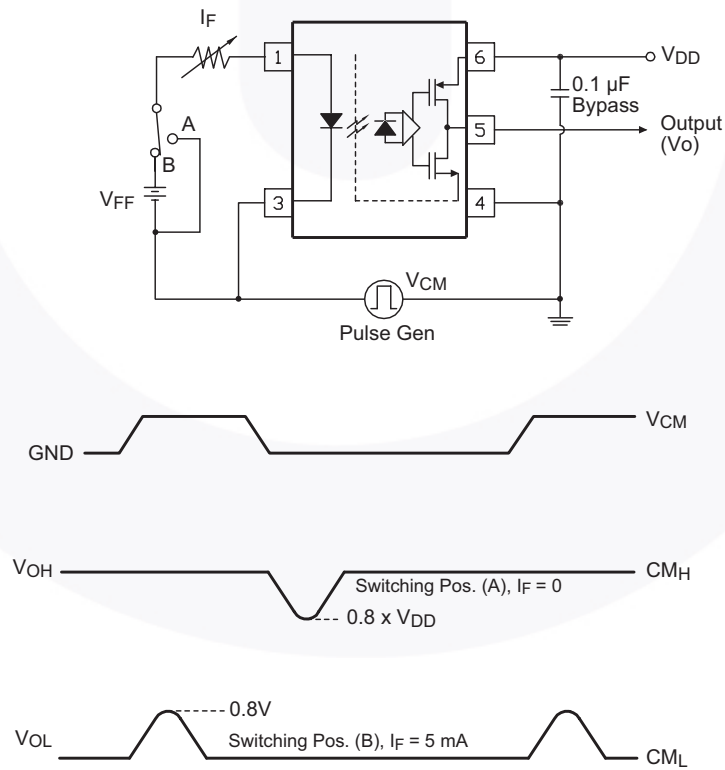 IF
1
6
VDD
0.1 µF
Bypass
A
5
Output
(Vo)
B
VFF
3
4
VCM
Pulse Gen
VCM
GND
VOH
Switching Pos. (A), IF = 0
CMH
0.8 x VDD
0.8V
VOL
Switching Pos. (B), IF = 5 mA
CML